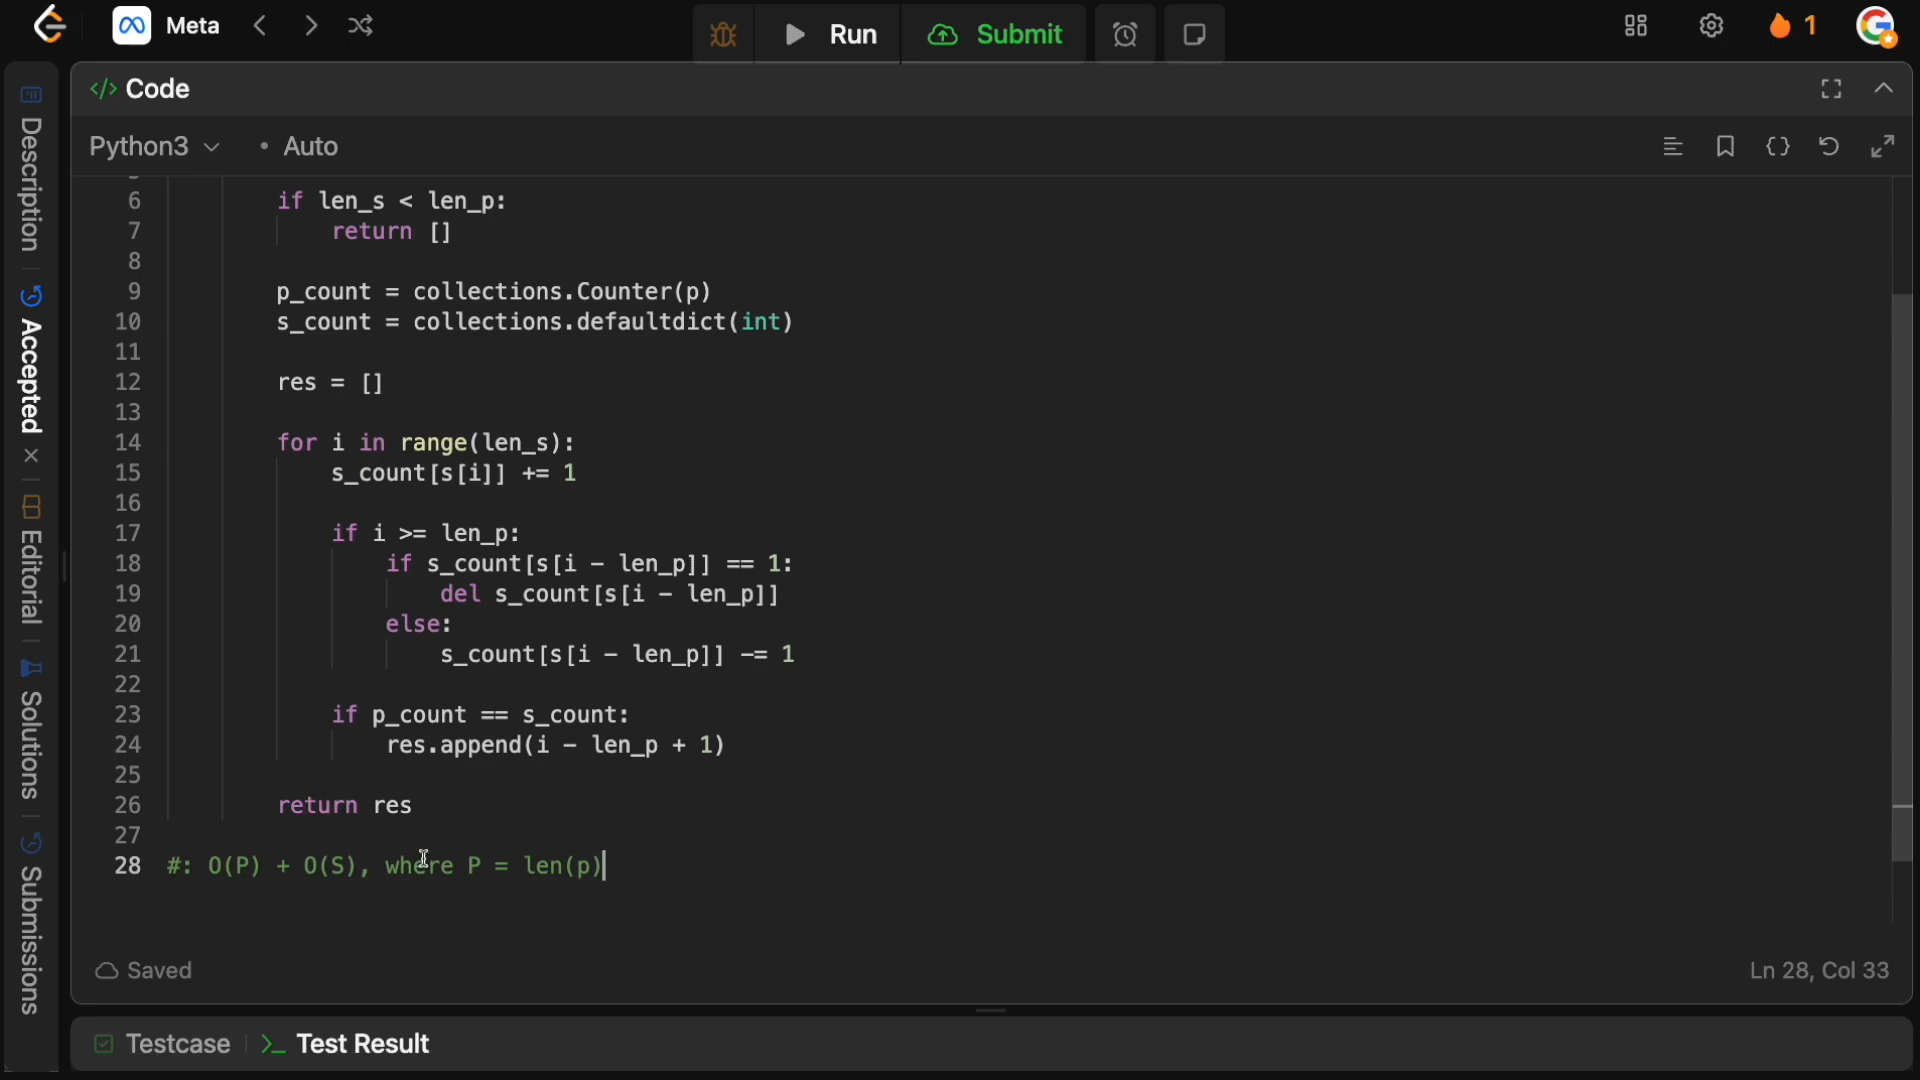 Meta
Run
Submit
1
</> Code
Python3
• Auto
6 if len_s < len_p:
7 return []
8
9 p_count = collections.Counter(p)
10 s_count = collections.defaultdict(int)
11
12 res = []
13
14 for i in range(len_s):
15 s_count[s[i]] += 1
16
17 if i >= len_p:
18 if s_count[s[i - len_p]] == 1:
19 del s_count[s[i - len_p]]
20 else:
21 s_count[s[i - len_p]] -= 1
22
23 if p_count == s_count:
24 res.append(i - len_p + 1)
25
26 return res
27
28 #: O(P) + O(S), where P = len(p)
Saved
Ln 28, Col 33
Testcase
Test Result
Description
Accepted
Editorial
Solutions
Submissions